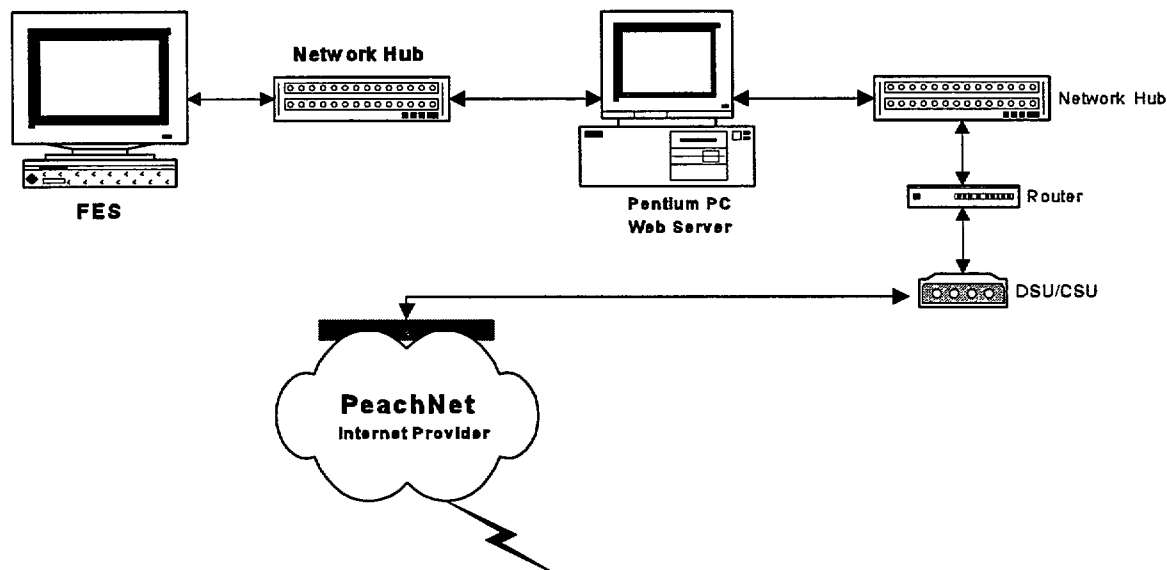 Network Hub
FES
Pentium PC
Web Server
Network Hub
Router
DSU/CSU
PeachNet
Internet Provider